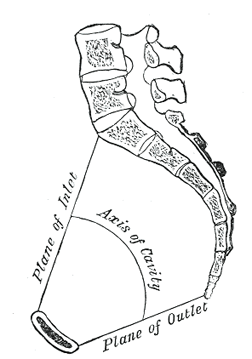 Plane of Inlet
Axis of Cavity
Plane of Outlet